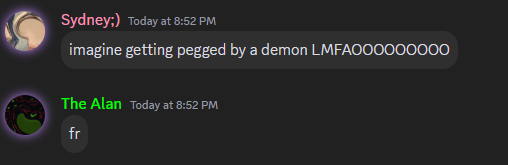 Sydney;) Today at 8:52 PM
imagine getting pegged by a demon LMFAOOOOOOOOO
The Alan Today at 8:52 PM
fr